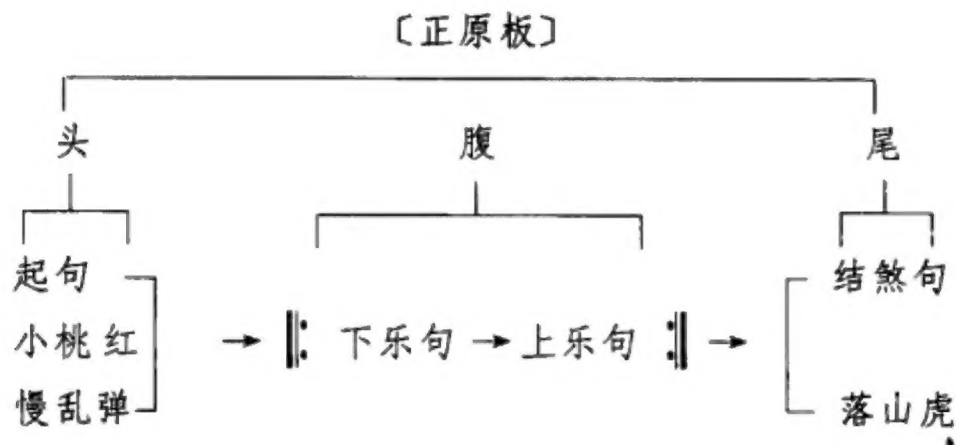 〔正原板〕
头 腹 尾
起句 结煞句
小桃红 → 下乐句 → 上乐句 →
慢乱弹 落山虎